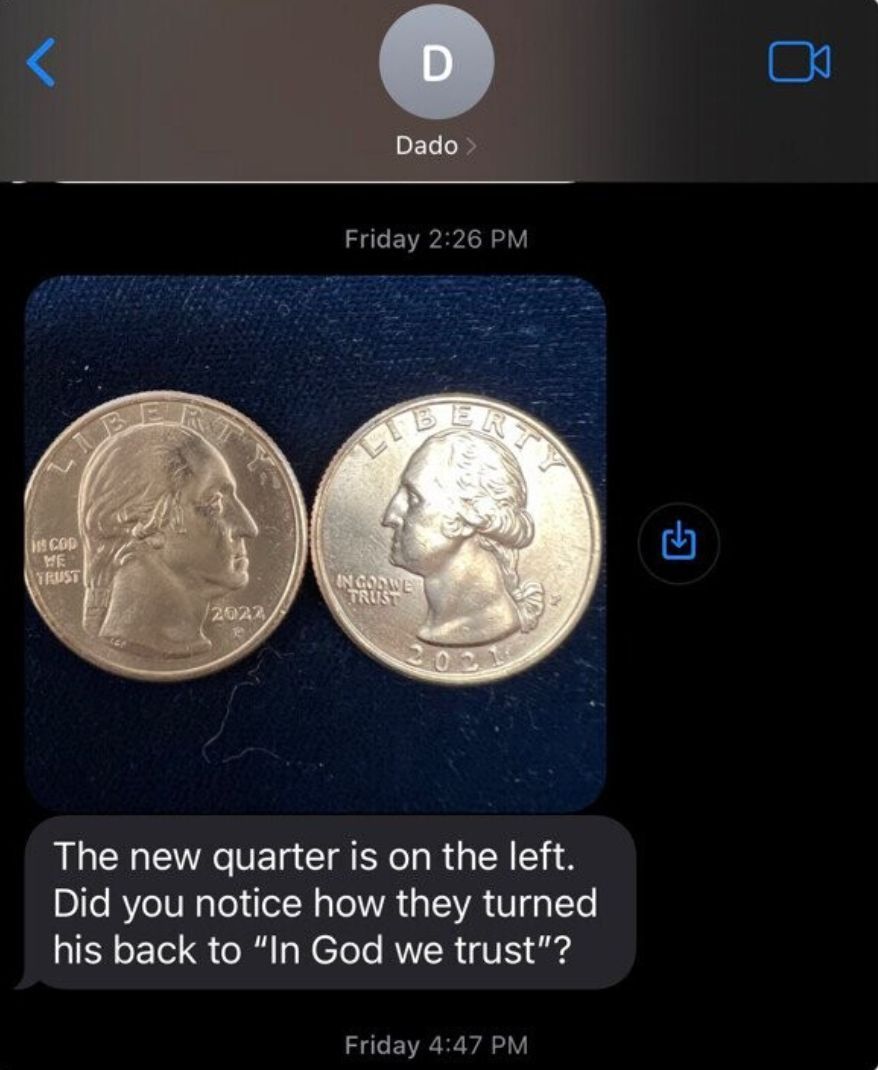 D
Dado >
Friday 2:26 PM
LIBERTY
IN GOD
WE
TRUST
2022
P
LIBERTY
IN GOD WE
TRUST
2021
The new quarter is on the left.
Did you notice how they turned
his back to “In God we trust”?
Friday 4:47 PM